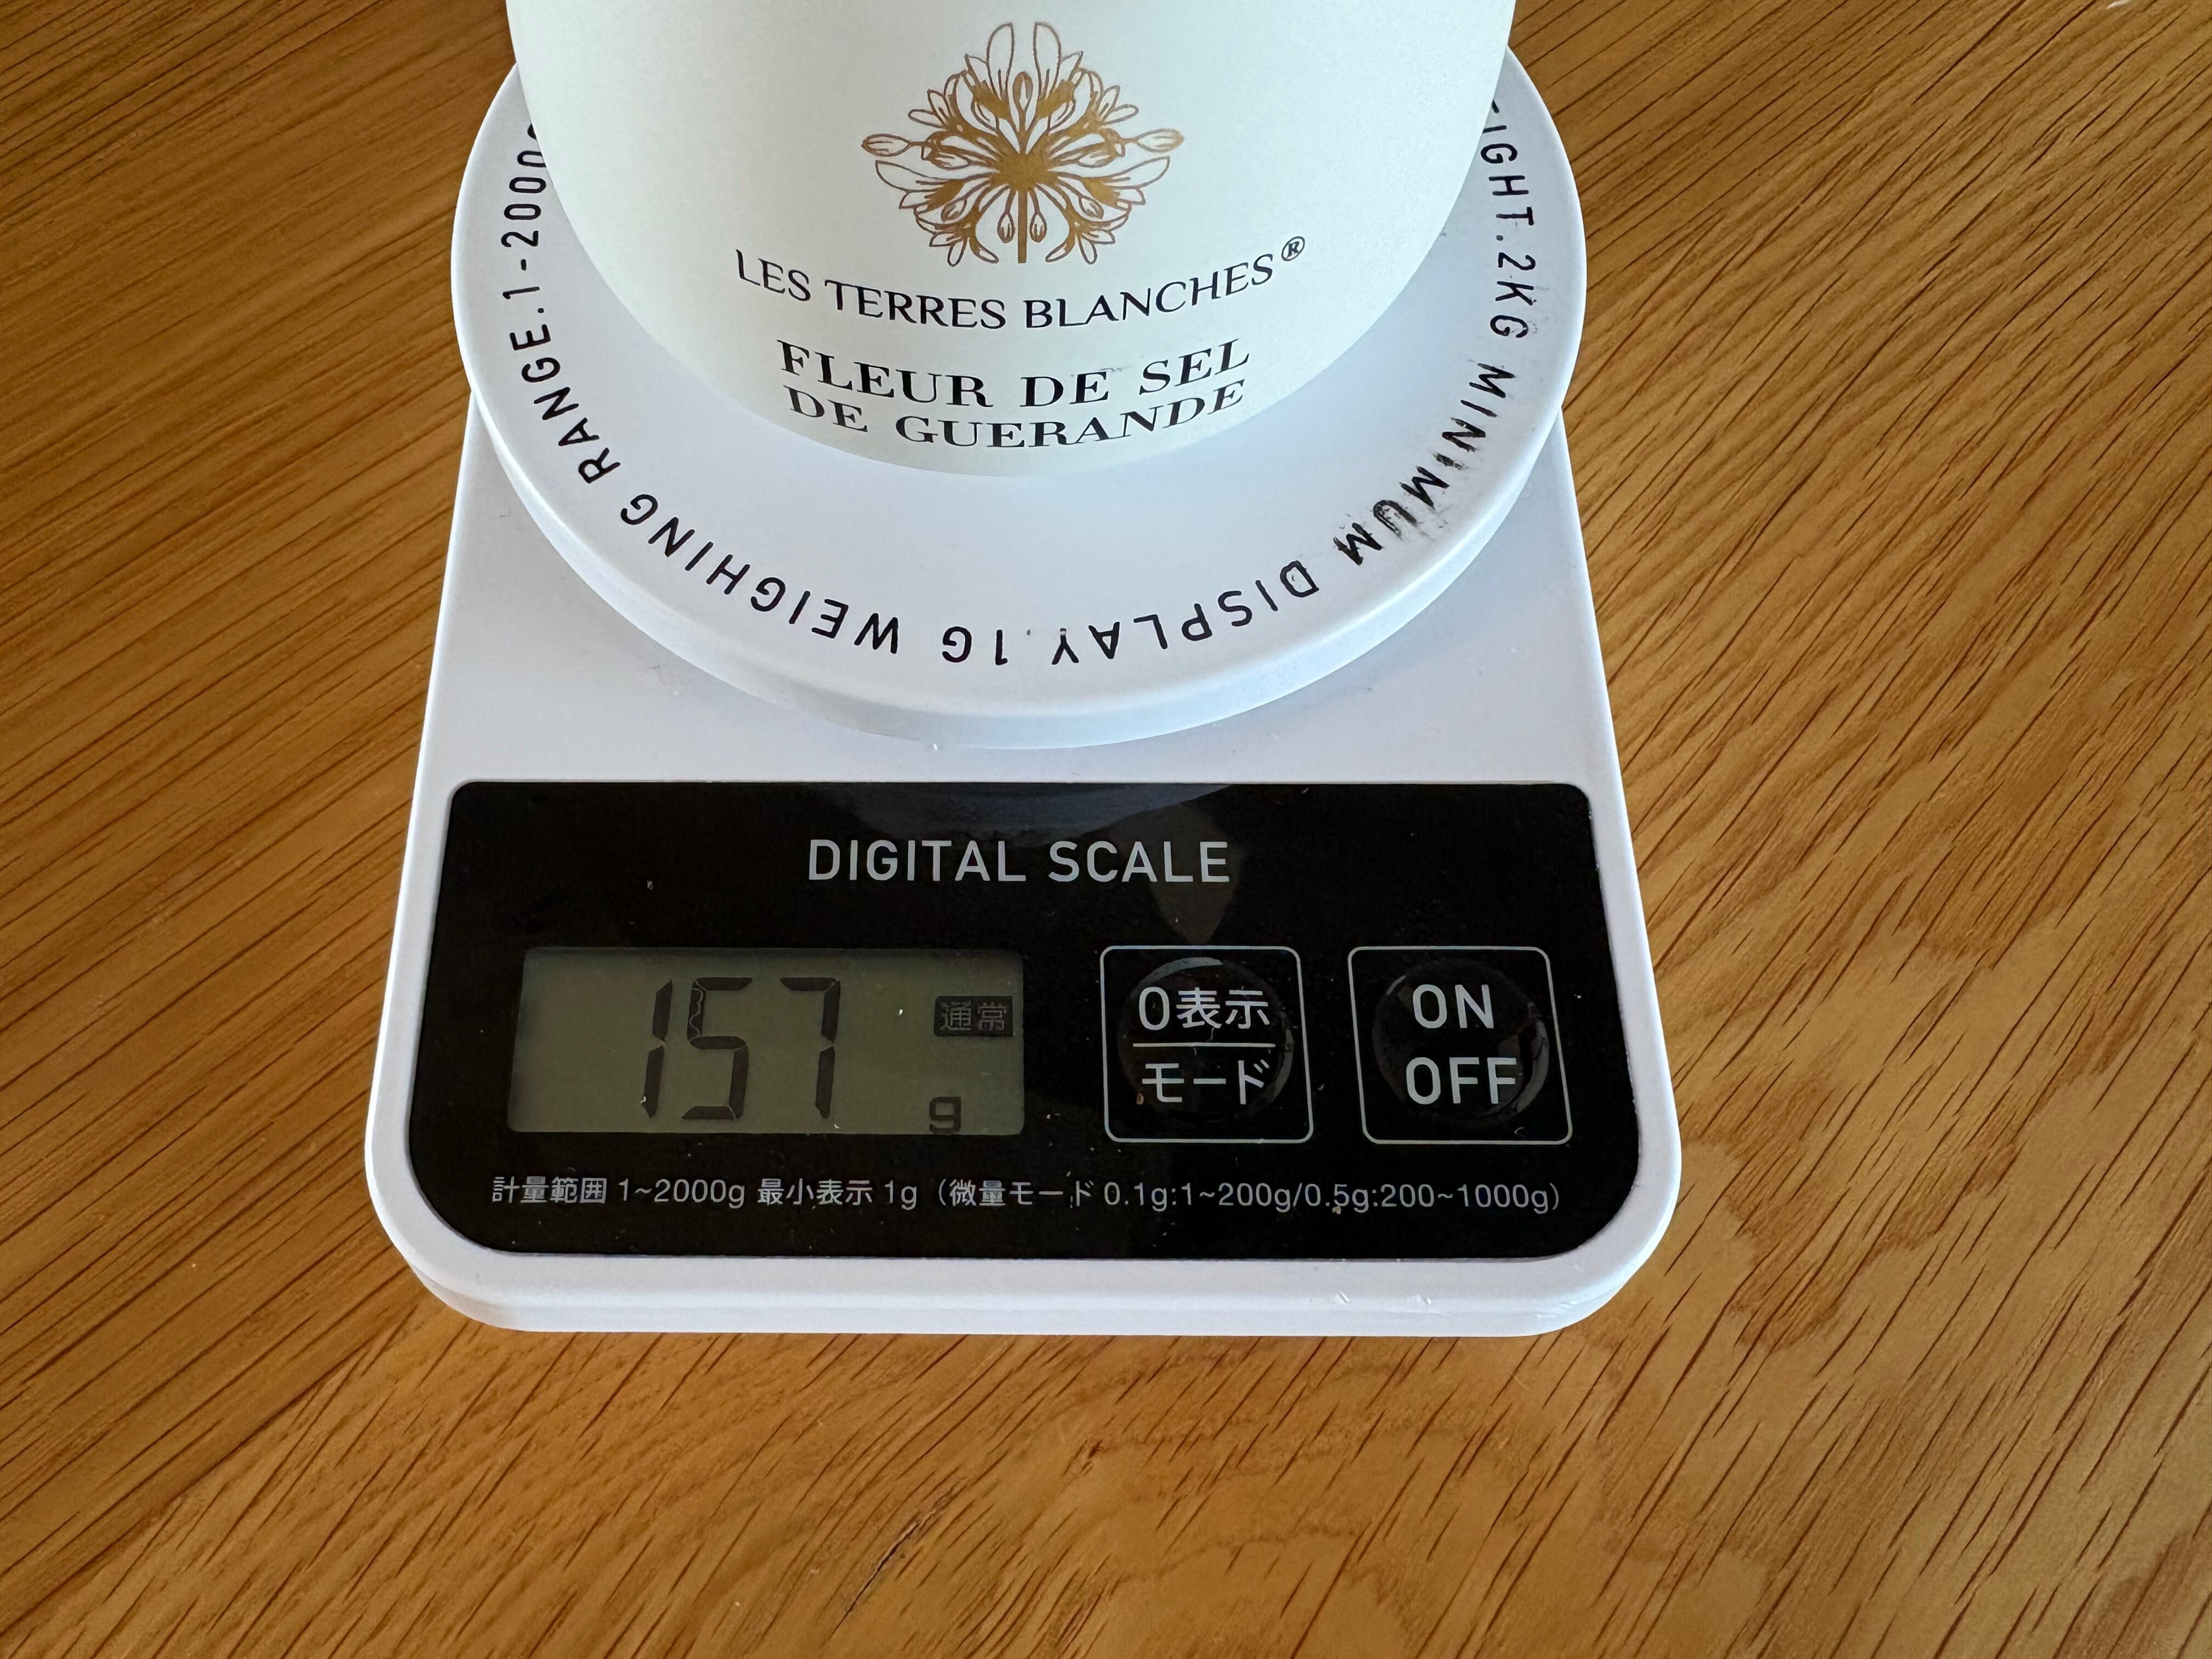 LES TERRES BLANCHES®
FLEUR DE SEL
DE GUERANDE
2KG MINIMUM DISPLAY.1G WEIGHING RANGE.1-2000
DIGITAL SCALE
157 g
通常
0表示
モード
ON
OFF
計量範囲 1~2000g 最小表示 1g（微量モード 0.1g:1~200g/0.5g:200~1000g）